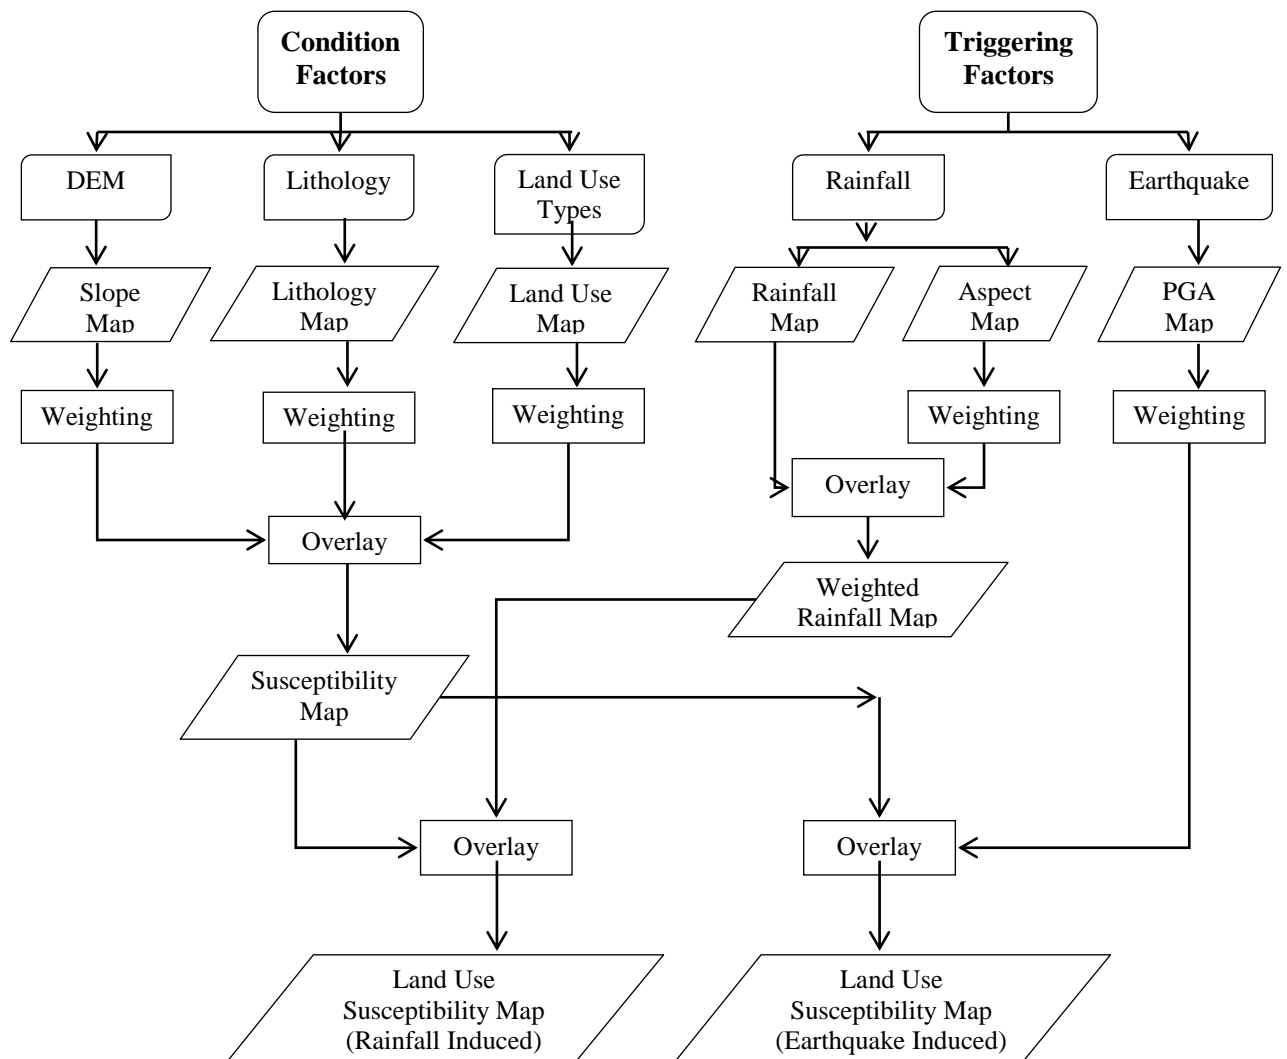 Condition
Factors
Triggering
Factors
DEM
Lithology
Land Use
Types
Rainfall
Earthquake
Slope
Map
Lithology
Map
Land Use
Map
Rainfall
Map
Aspect
Map
PGA
Map
Weighting
Weighting
Weighting
Weighting
Weighting
Overlay
Overlay
Weighted
Rainfall Map
Susceptibility
Map
Overlay
Overlay
Land Use
Susceptibility Map
(Rainfall Induced)
Land Use
Susceptibility Map
(Earthquake Induced)